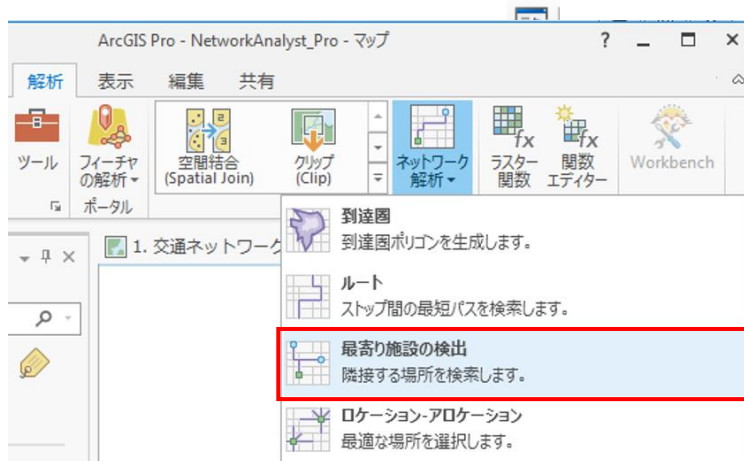 ArcGIS Pro - NetworkAnalyst_Pro - マップ
?
解析 表示 編集 共有
ツール
フィーチャの解析
空間結合
(Spatial Join)
クリップ
(Clip)
ネットワーク
解析
ラスター
関数
関数
エディター
Workbench
ポータル
到達圏
到達圏ポリゴンを生成します。
1. 交通ネットワーク
ルート
ストップ間の最短パスを検索します。
最寄り施設の検出
隣接する場所を検索します。
ロケーション-アロケーション
最適な場所を選択します。